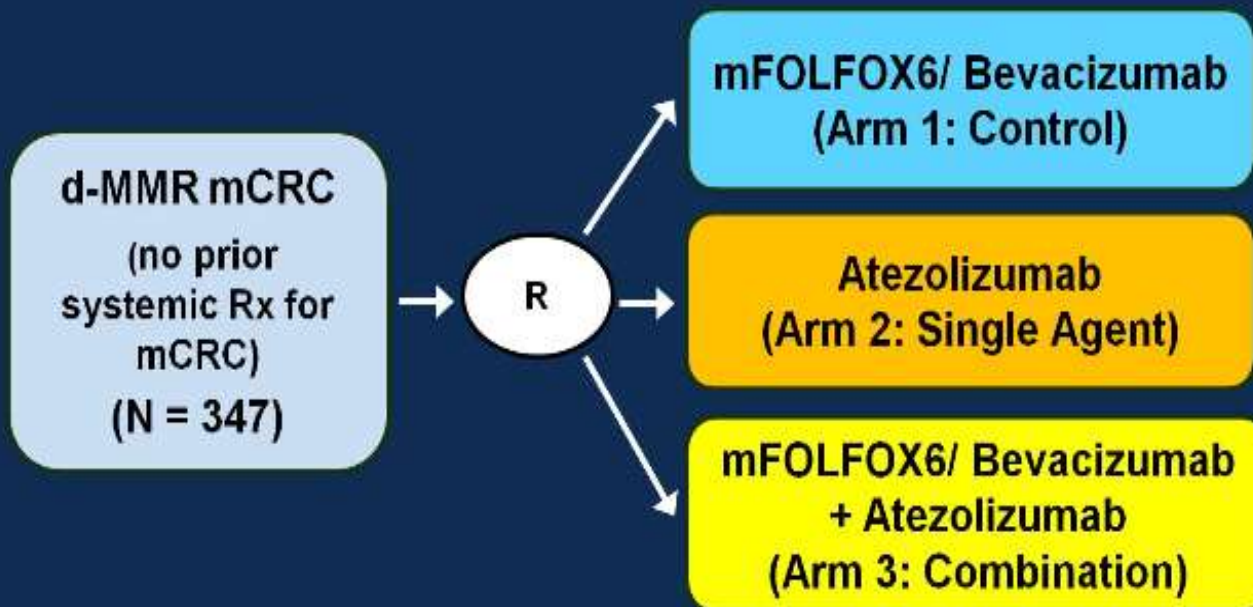 d-MMR mCRC
(no prior
systemic Rx for
mCRC)
(N = 347)
R
mFOLFOX6/ Bevacizumab
(Arm 1: Control)
Atezolizumab
(Arm 2: Single Agent)
mFOLFOX6/ Bevacizumab
+ Atezolizumab
(Arm 3: Combination)